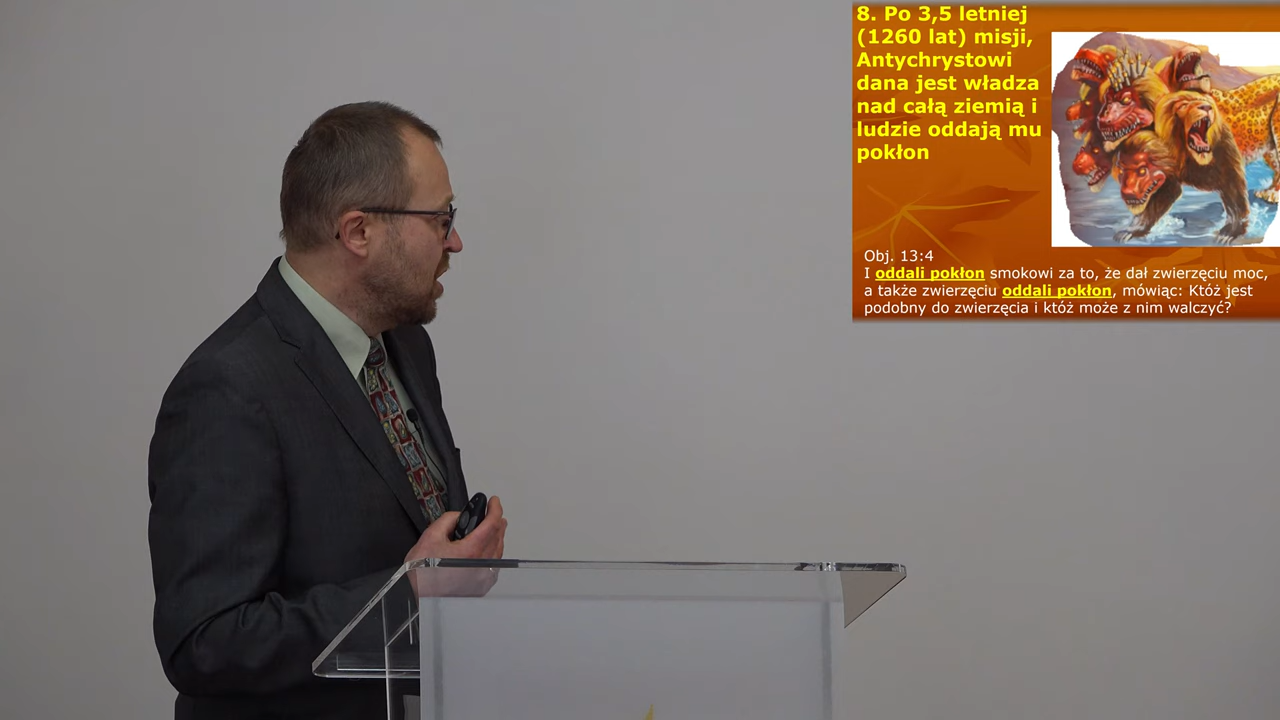 8. Po 3,5 letniej
(1260 lat) misji,
Antychrystowi
dana jest władza
nad całą ziemią i
ludzie oddają mu
pokłon
Obj. 13:4
I oddali pokłon smokowi za to, że dał zwierzęciu moc,
a także zwierzęciu oddali pokłon, mówiąc: Któż jest
podobny do zwierzęcia i któż może z nim walczyć?